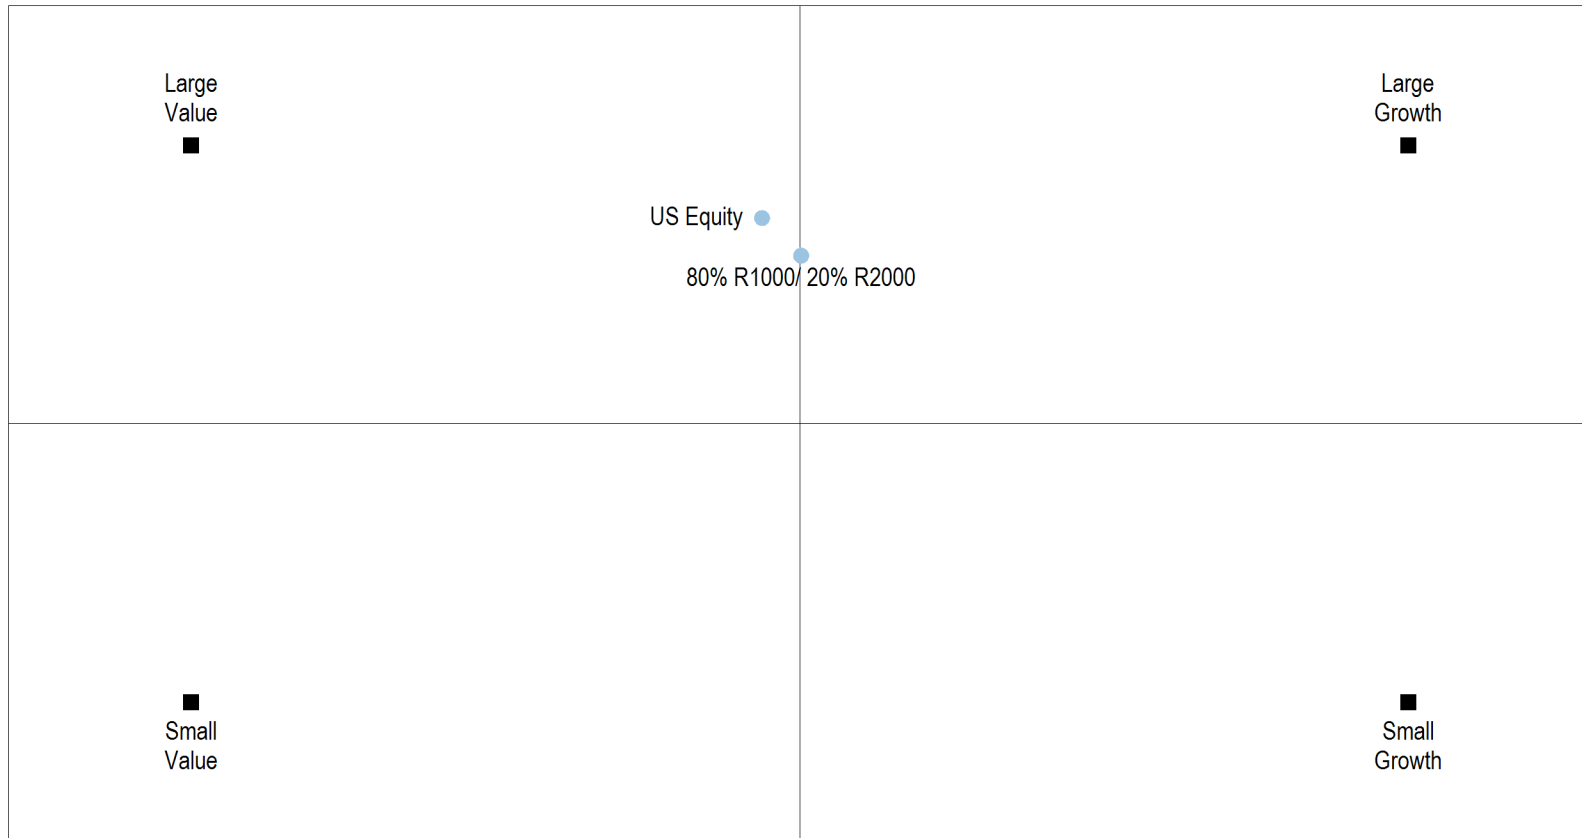 Large
Value
Large
Growth
US Equity
80% R1000/ 20% R2000
Small
Value
Small
Growth